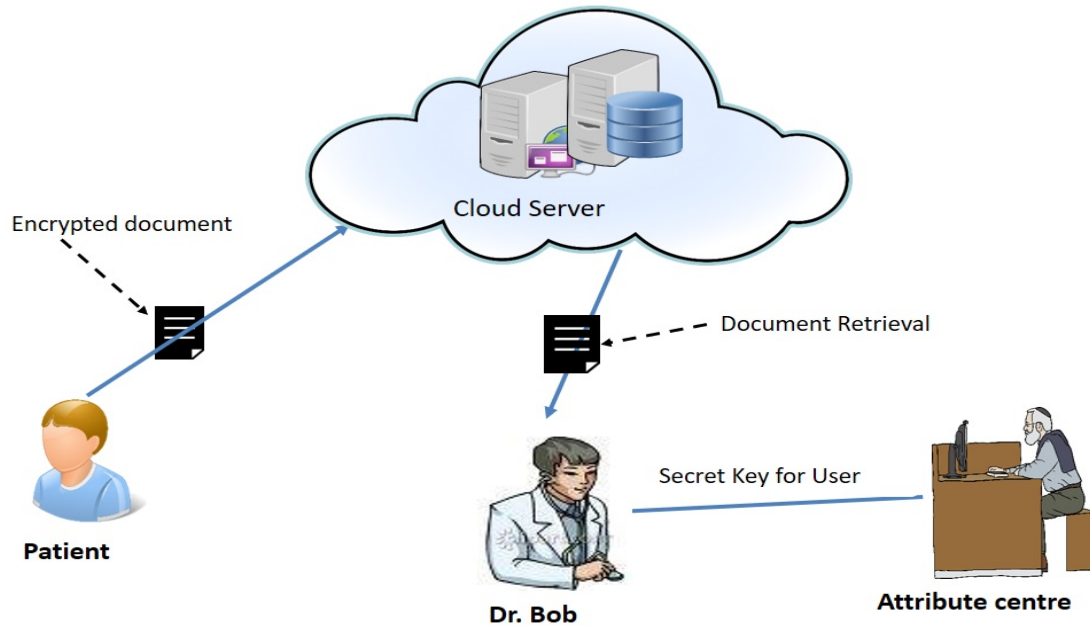 Cloud Server
Encrypted document
Document Retrieval
Secret Key for User
Patient
Dr. Bob
Attribute centre